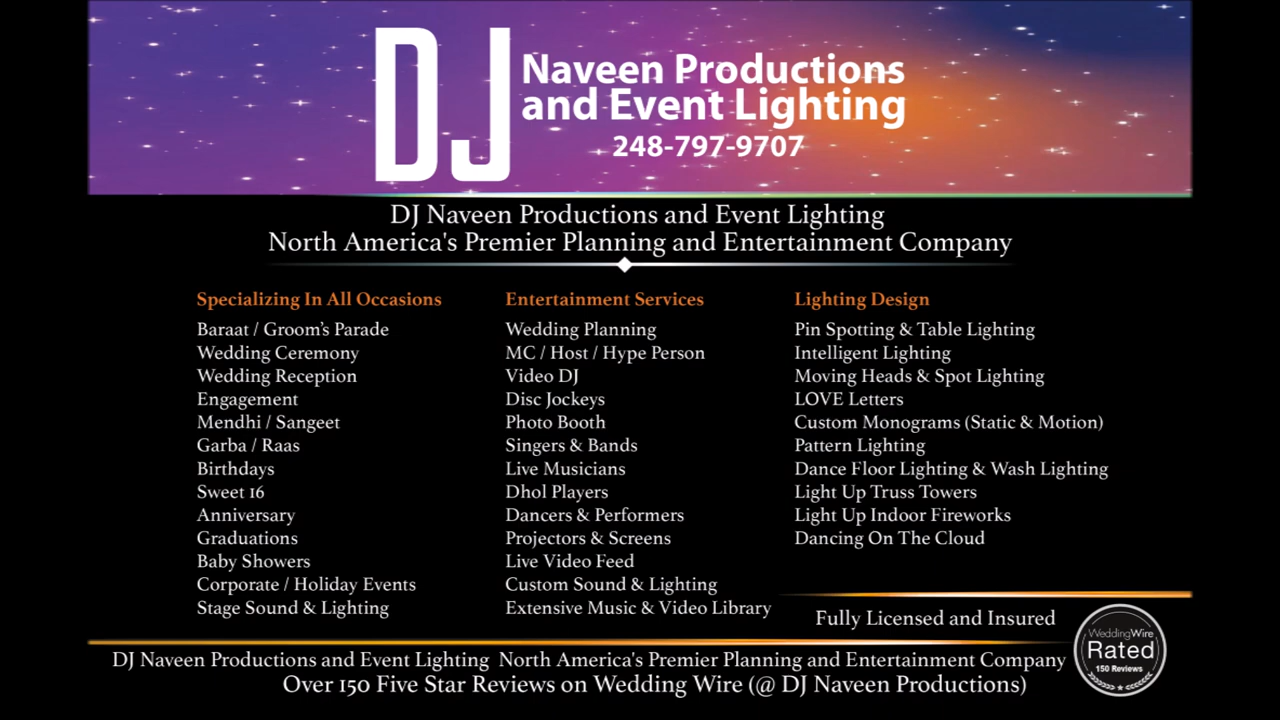 DJ
Naveen Productions
and Event Lighting
248-797-9707
DJ Naveen Productions and Event Lighting
North America's Premier Planning and Entertainment Company
Specializing In All Occasions
Baraat / Groom's Parade
Wedding Ceremony
Wedding Reception
Engagement
Mendhi / Sangeet
Garba / Raas
Birthdays
Sweet 16
Anniversary
Graduations
Baby Showers
Corporate / Holiday Events
Stage Sound & Lighting
Entertainment Services
Wedding Planning
MC / Host / Hype Person
Video DJ
Disc Jockeys
Photo Booth
Singers & Bands
Live Musicians
Dhol Players
Dancers & Performers
Projectors & Screens
Live Video Feed
Custom Sound & Lighting
Extensive Music & Video Library
Lighting Design
Pin Spotting & Table Lighting
Intelligent Lighting
Moving Heads & Spot Lighting
LOVE Letters
Custom Monograms (Static & Motion)
Pattern Lighting
Dance Floor Lighting & Wash Lighting
Light Up Truss Towers
Light Up Indoor Fireworks
Dancing On The Cloud
Fully Licensed and Insured
WeddingWire
Rated
150 Reviews
DJ Naveen Productions and Event Lighting North America's Premier Planning and Entertainment Company
Over 150 Five Star Reviews on Wedding Wire (@ DJ Naveen Productions)